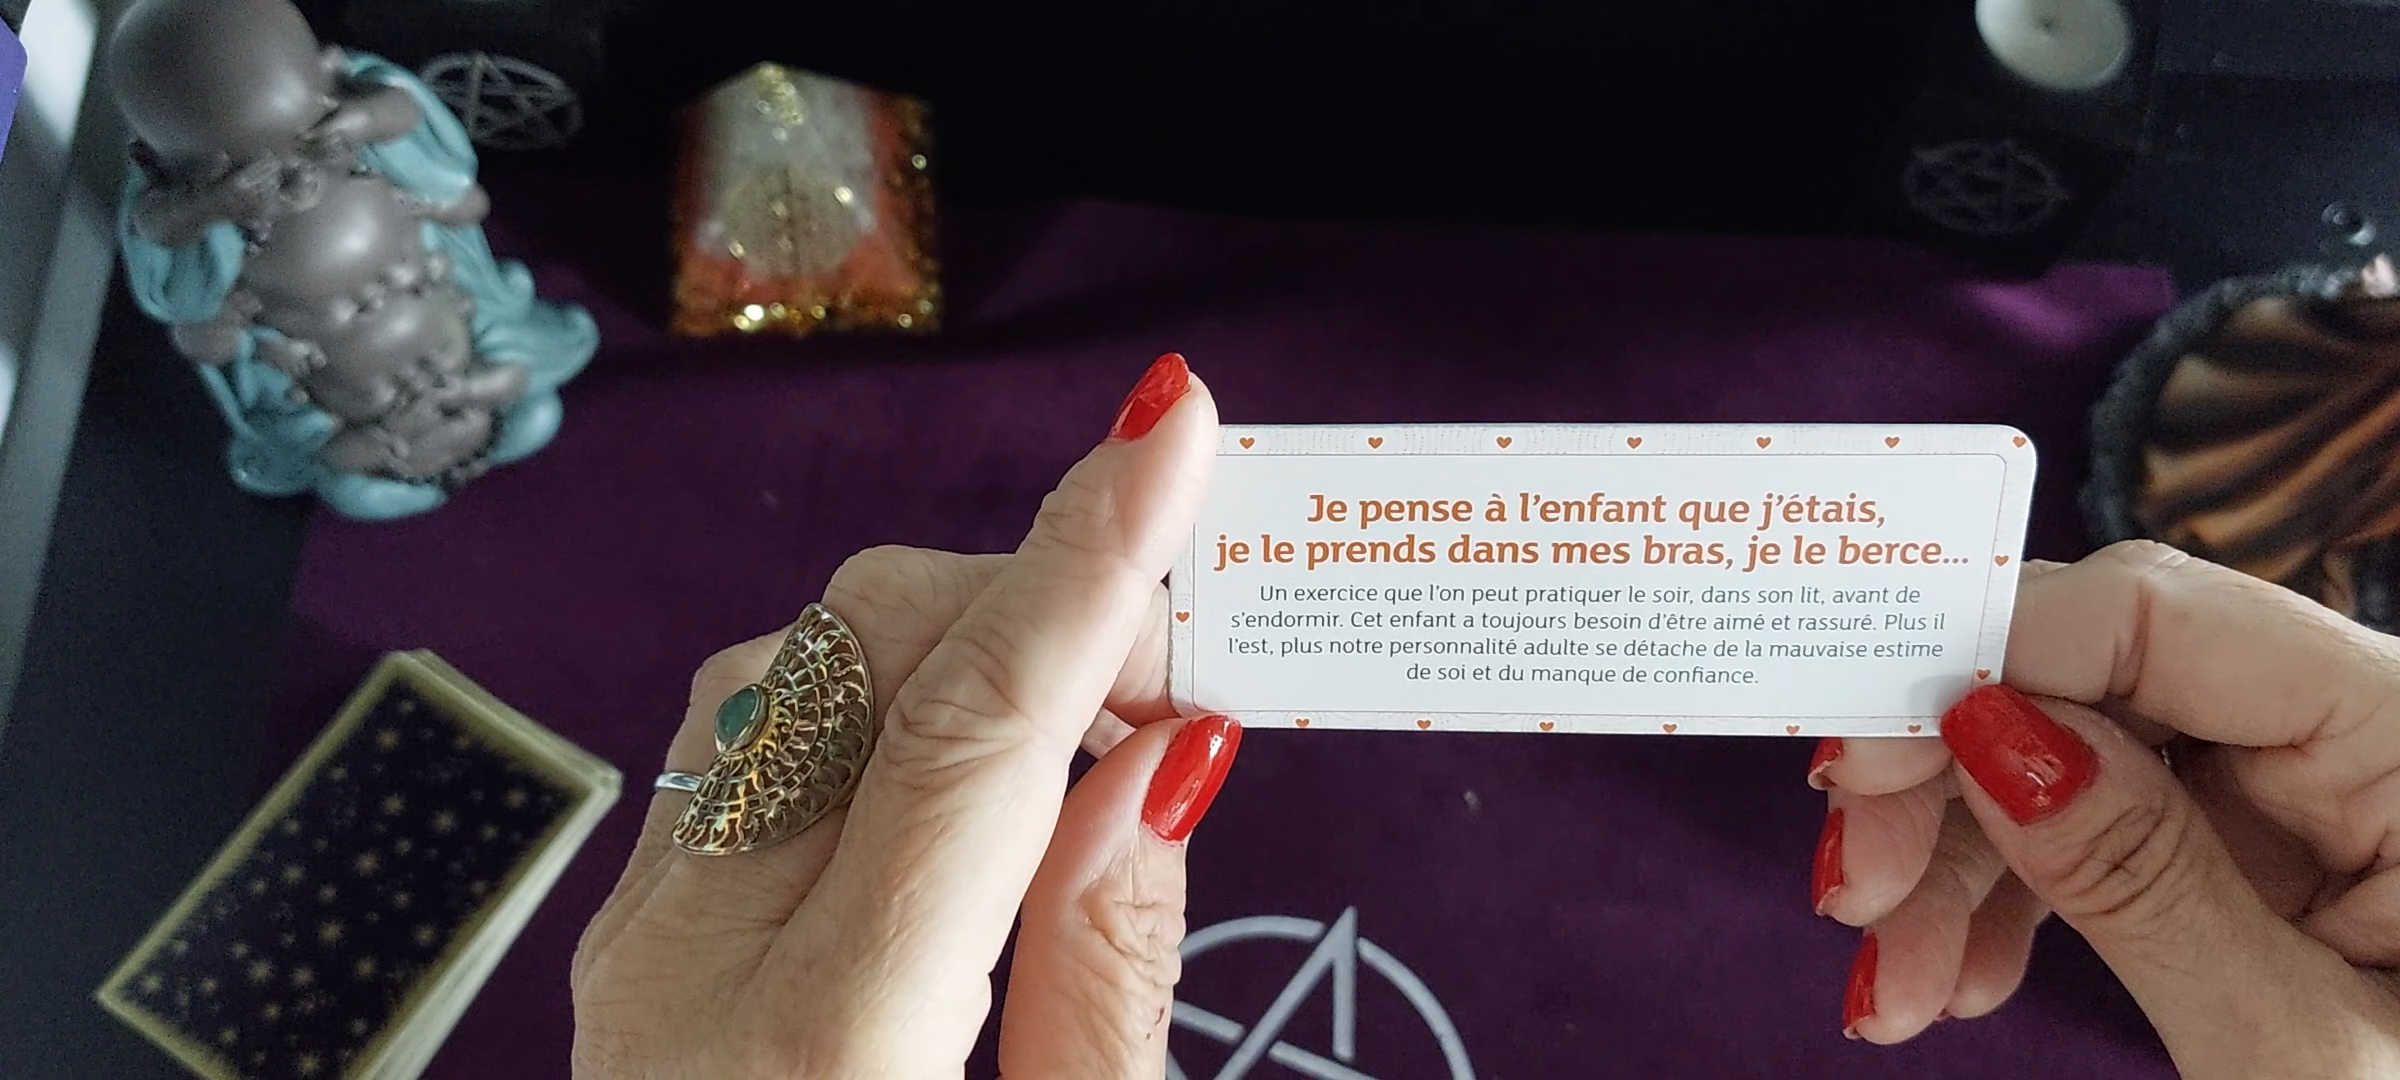 Je pense à l'enfant que j'étais,
je le prends dans mes bras, je le berce...
Un exercice que l'on peut pratiquer le soir, dans son lit, avant de
s'endormir. Cet enfant a toujours besoin d'être aimé et rassuré. Plus il
l'est, plus notre personnalité adulte se détache de la mauvaise estime
de soi et du manque de confiance.